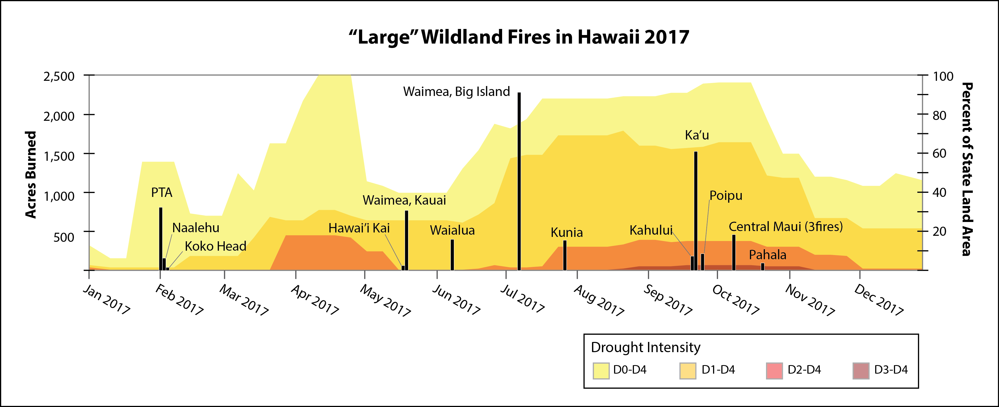 “Large” Wildland Fires in Hawaii 2017
Acres Burned
2,500
2,000
1,500
1,000
500
Percent of State Land Area
100
80
60
40
20
Waimea, Big Island
Ka’u
PTA
Poipu
Waimea, Kauai
Naalehu
Hawai’i Kai
Waialua
Kunia
Kahului
Central Maui (3fires)
Koko Head
Pahala
Jan 2017
Feb 2017
Mar 2017
Apr 2017
May 2017
Jun 2017
Jul 2017
Aug 2017
Sep 2017
Oct 2017
Nov 2017
Dec 2017
Drought Intensity
D0-D4
D1-D4
D2-D4
D3-D4